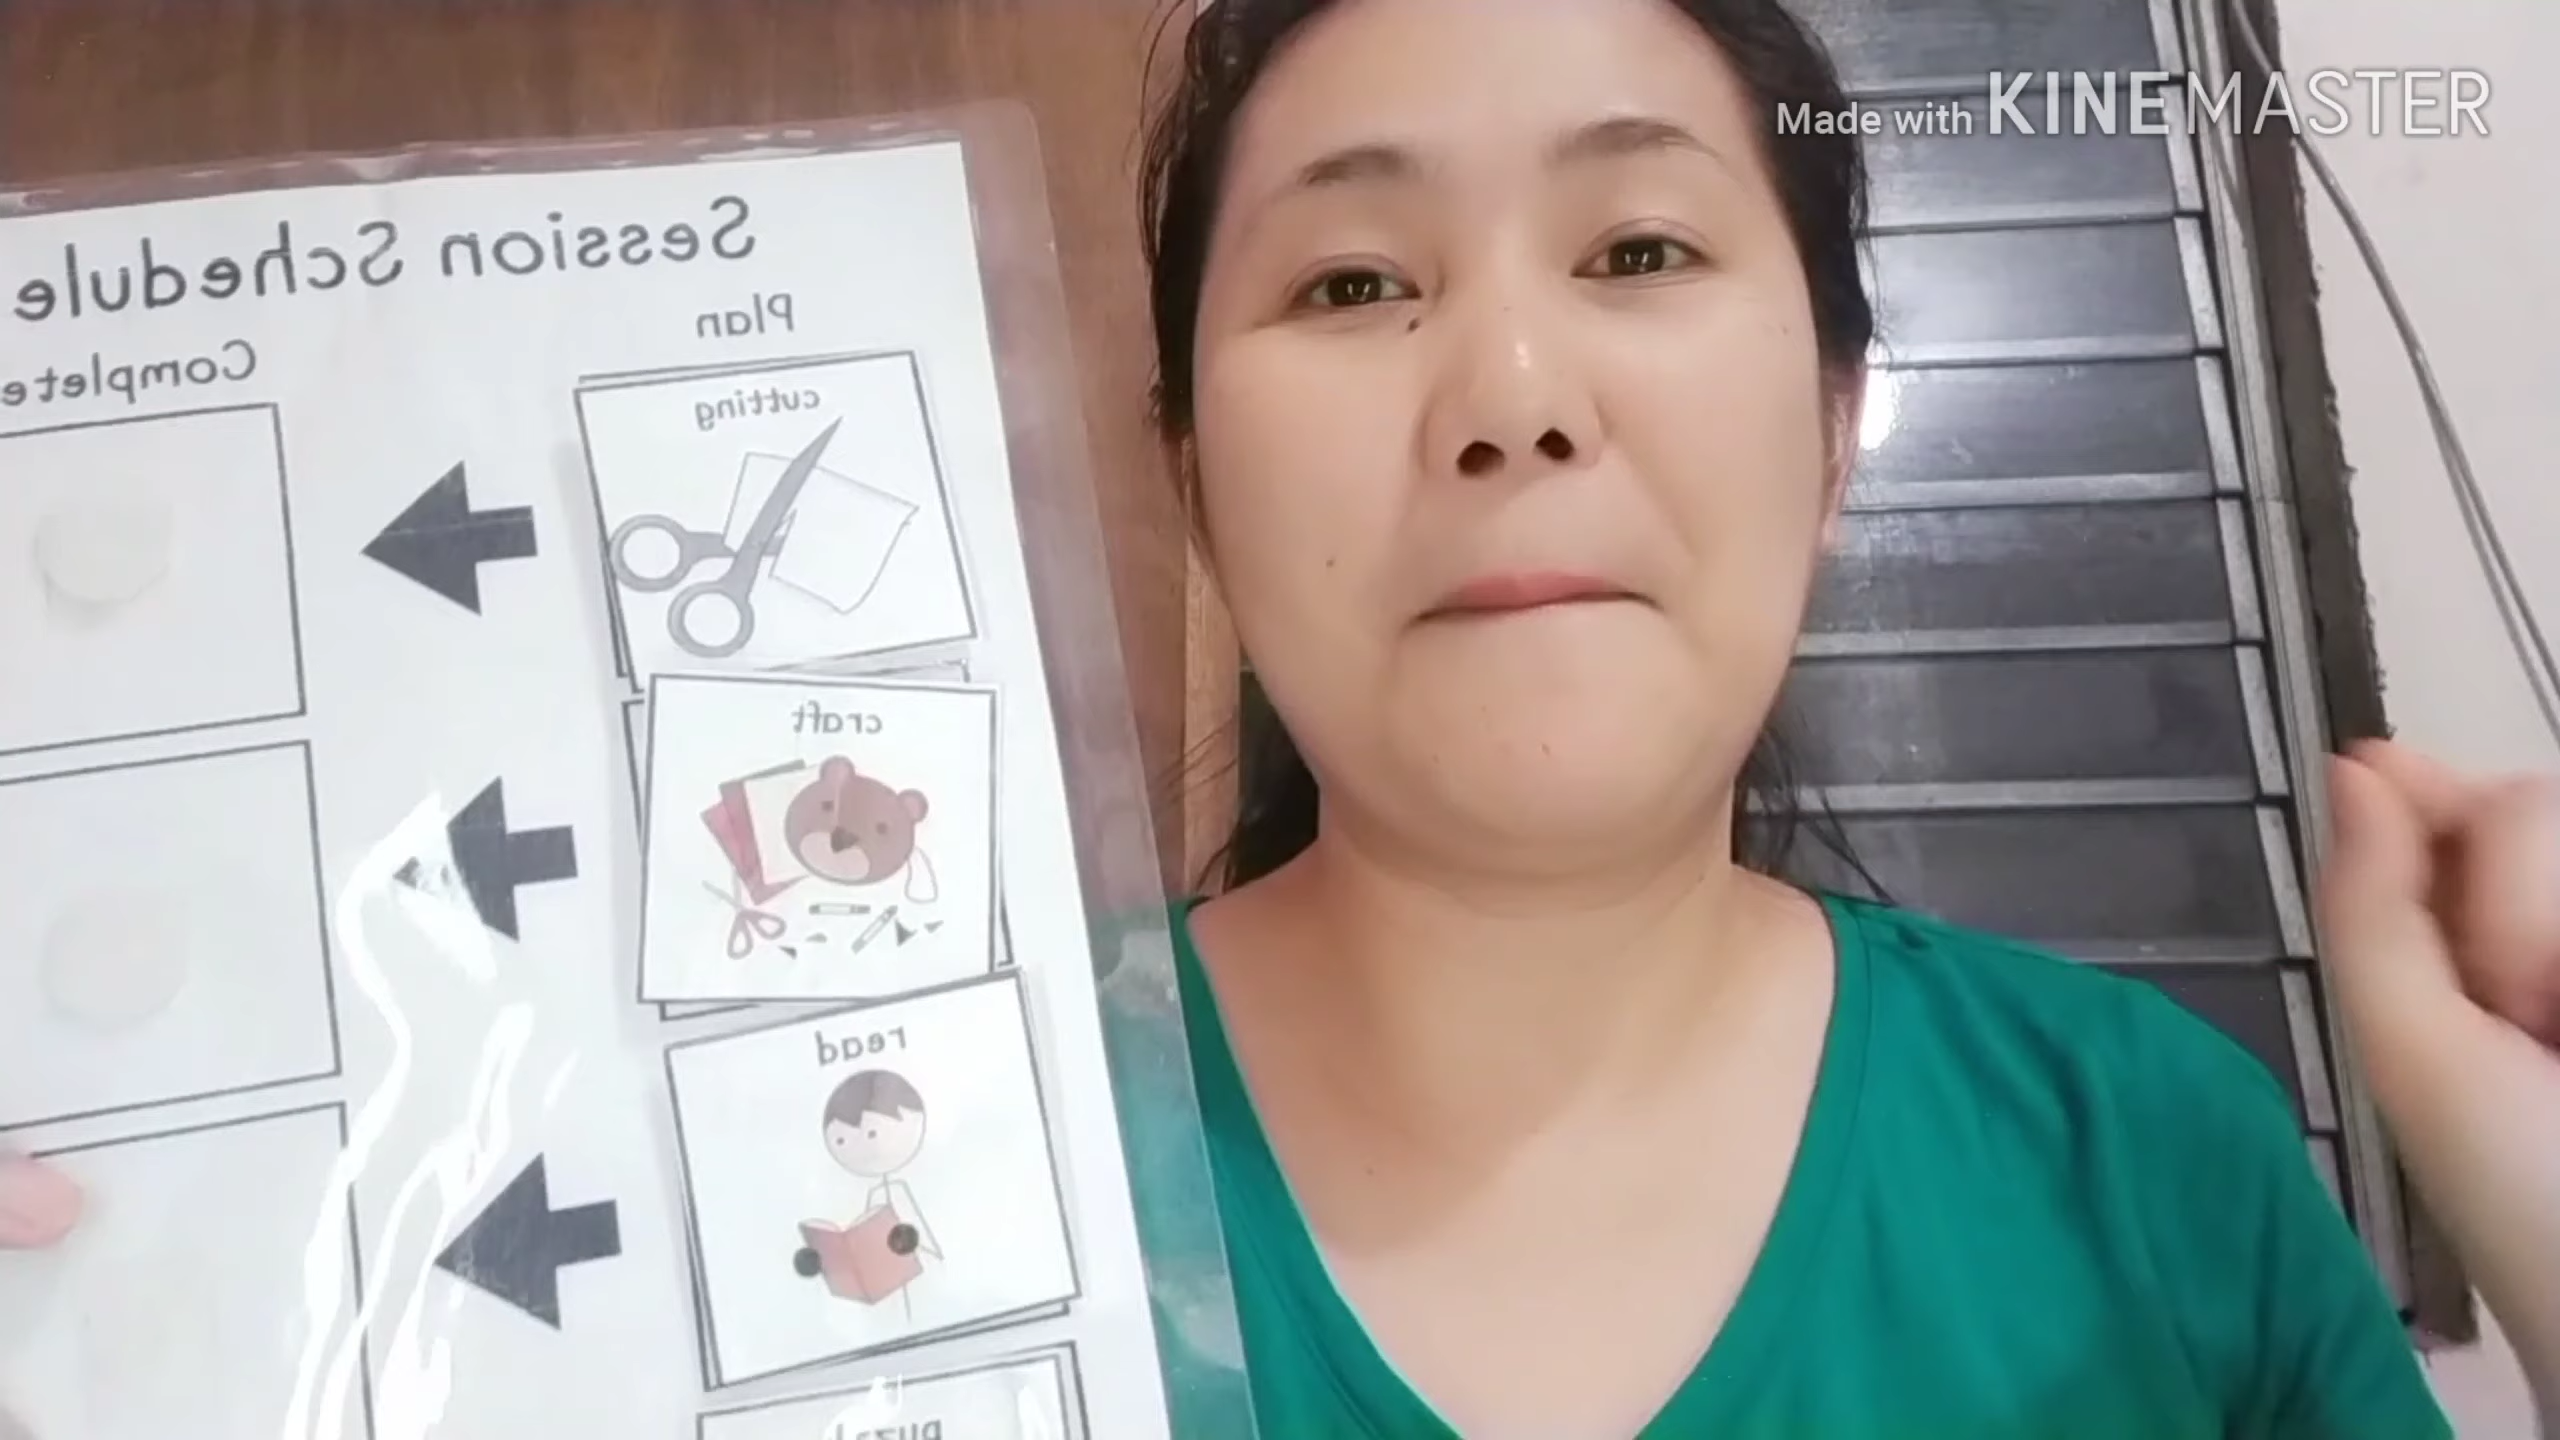 Made with KINEMASTER
Session Schedule
Plan
Complete
cutting
craft
read